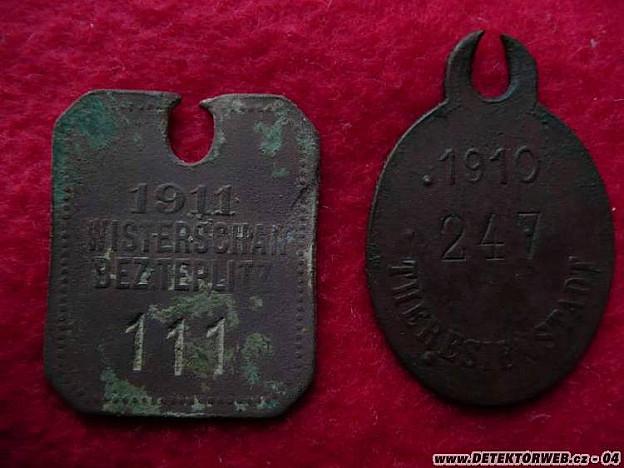 1911
WISTERSCHAN
BEZ.TEPLITZ
111
.1910
247
THERESIENSTADT
www.DETEKTORWEB.cz - 04